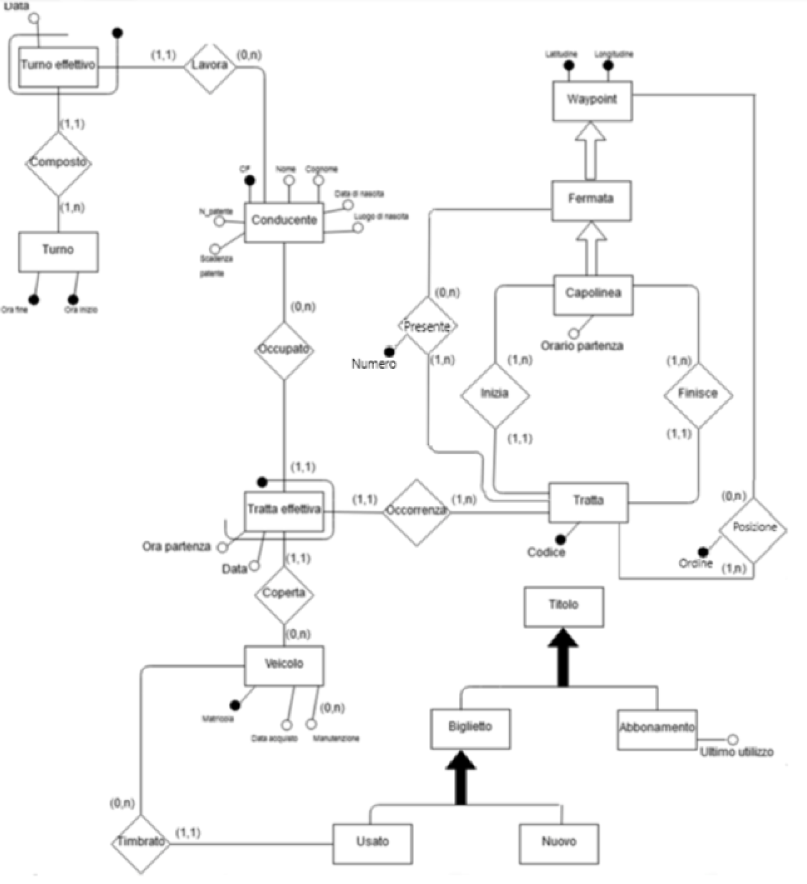 Data
Turno effettivo
(1,1)
Lavora
(0,n)
Latitudine
Longitudine
Waypoint
(1,1)
Composto
(1,n)
Turno
Ora fine
Ora inizio
CF
Nome
Cognome
Data di nascita
Luogo di nascita
N_patente
Conducente
Scadenza
patente
Fermata
Capolinea
Orario partenza
(0,n)
Presente
Numero
(1,n)
(1,n)
Inizia
(1,1)
(1,n)
Finisce
(1,1)
(0,n)
Occupato
(1,1)
Tratta effettiva
(1,1)
Occorrenza
(1,n)
Tratta
Codice
(0,n)
Posizione
Ordine
(1,n)
Ora partenza
Data
(1,1)
Coperta
(0,n)
Veicolo
Matricola
Data acquisto
(0,n)
Manutenzione
Titolo
Biglietto
Abbonamento
Ultimo utilizzo
(0,n)
Timbrato
(1,1)
Usato
Nuovo